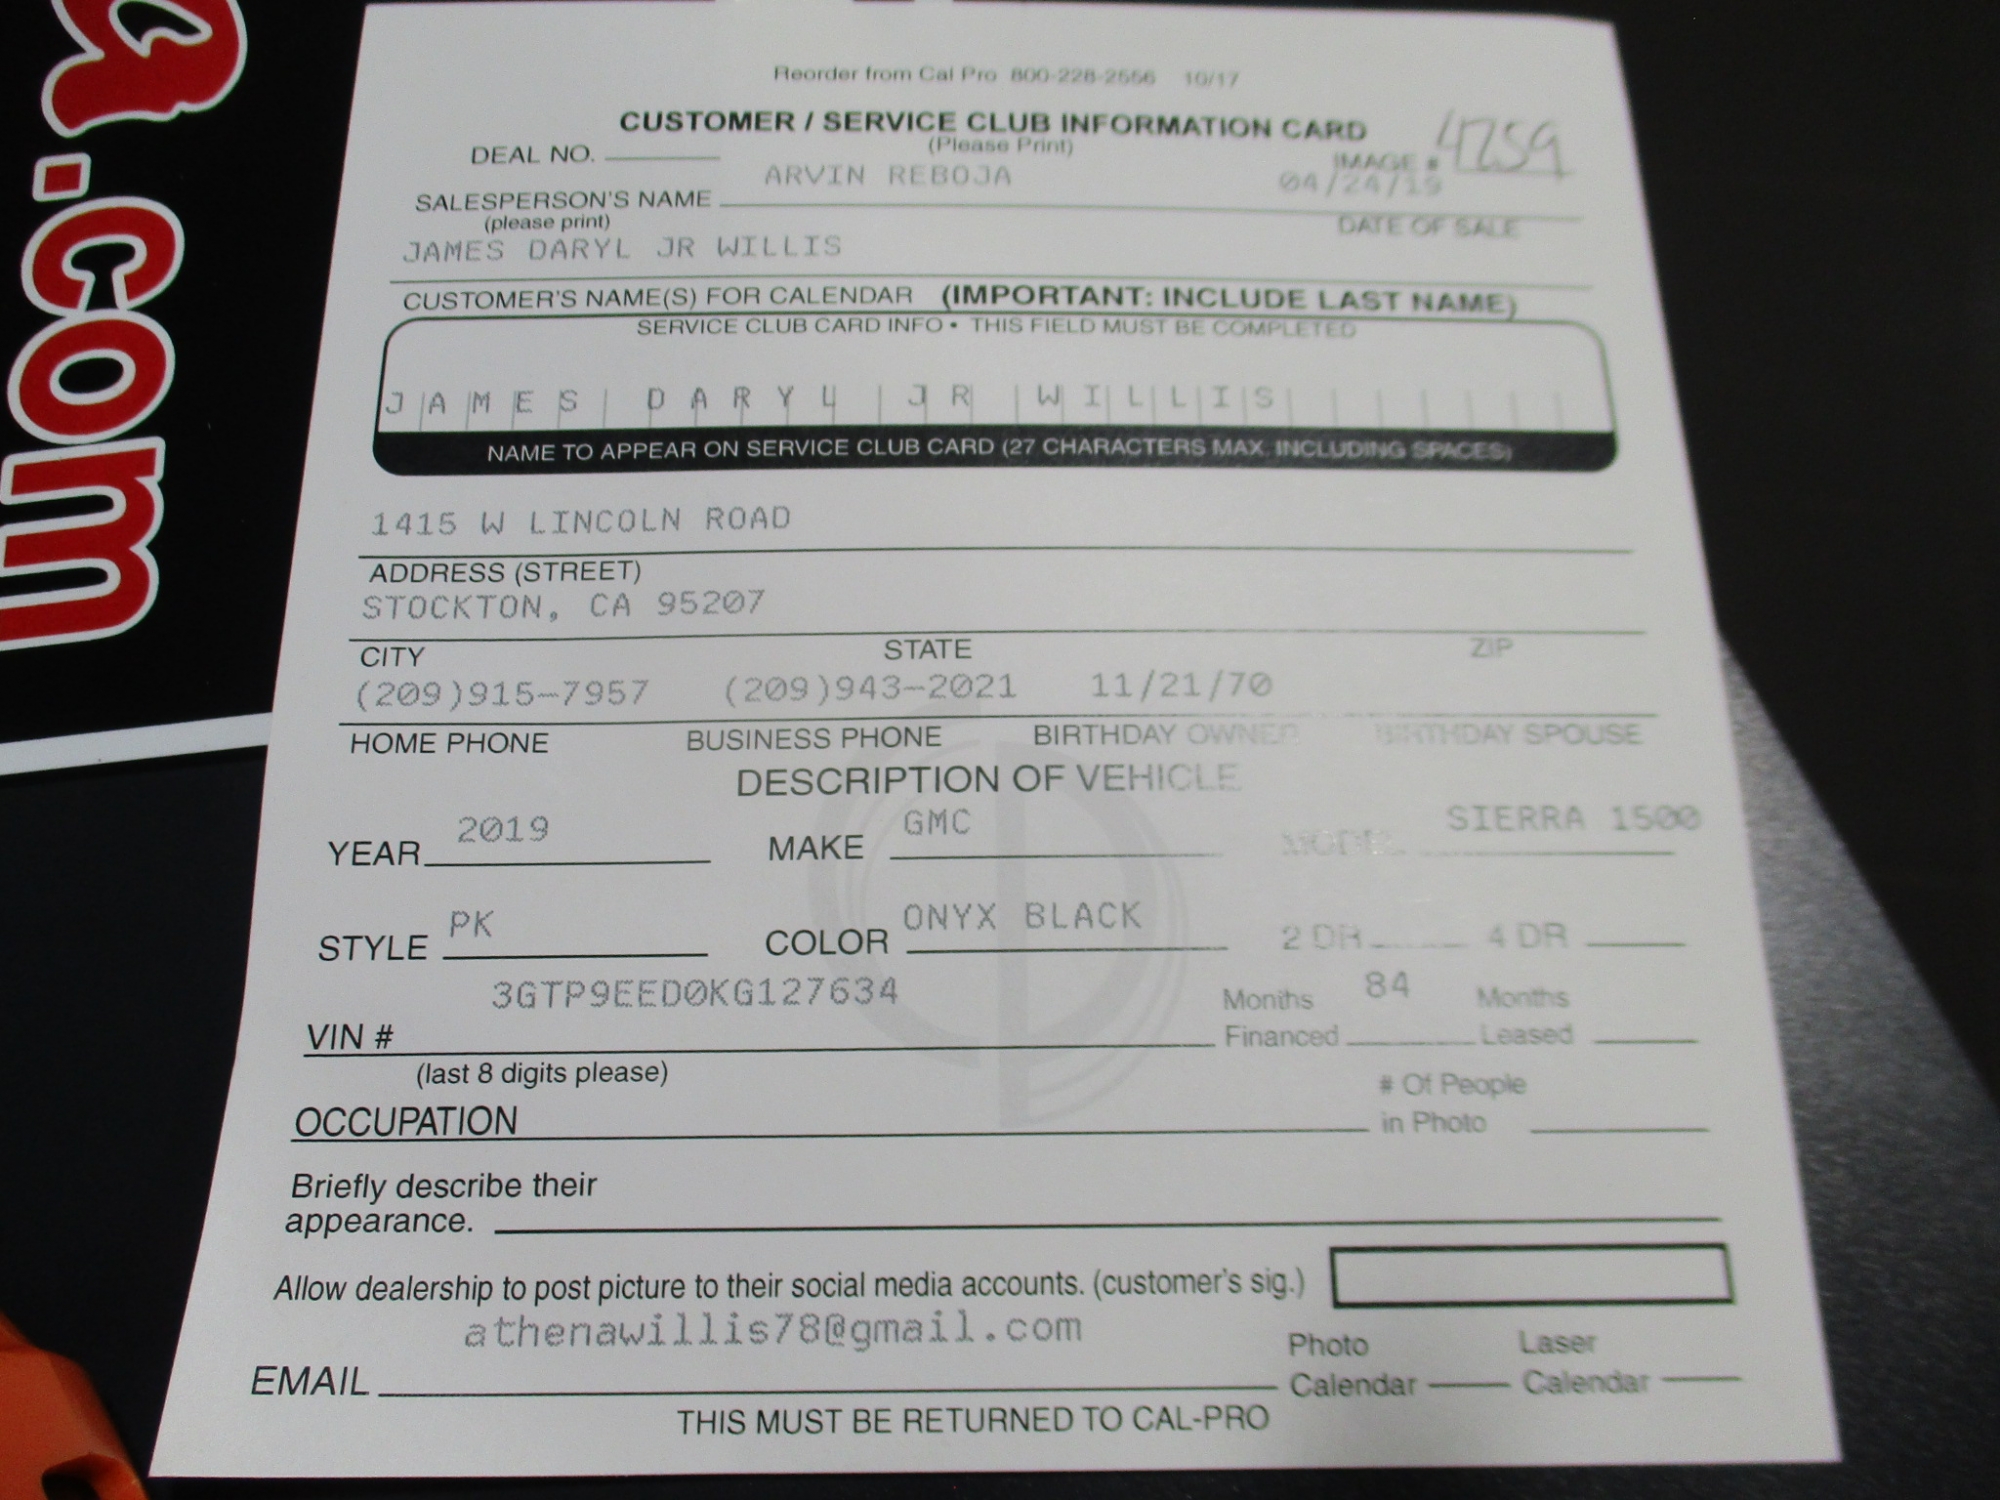 a.com
Reorder from Cal Pro 800-228-2556 10/17
CUSTOMER / SERVICE CLUB INFORMATION CARD
(Please Print)
DEAL NO.
IMAGE # 4259
ARVIN REBOJA 04/24/19
SALESPERSON'S NAME
(please print)
DATE OF SALE
JAMES DARYL JR WILLIS
CUSTOMER'S NAME(S) FOR CALENDAR (IMPORTANT: INCLUDE LAST NAME)
SERVICE CLUB CARD INFO • THIS FIELD MUST BE COMPLETED
JAMES DARYL JR WILLIS
NAME TO APPEAR ON SERVICE CLUB CARD (27 CHARACTERS MAX. INCLUDING SPACES)
1415 W LINCOLN ROAD
ADDRESS (STREET)
STOCKTON, CA 95207
CITY STATE ZIP
(209)915-7957 (209)943-2021 11/21/70
HOME PHONE BUSINESS PHONE BIRTHDAY OWNER BIRTHDAY SPOUSE
DESCRIPTION OF VEHICLE
YEAR 2019 MAKE GMC MODEL SIERRA 1500
STYLE PK COLOR ONYX BLACK 2 DR 4 DR
3GTP9EED0KG127634
VIN #
(last 8 digits please)
Months Financed 84 Months Leased
OCCUPATION
# Of People in Photo
Briefly describe their
appearance.
Allow dealership to post picture to their social media accounts. (customer's sig.)
athenawillis78@gmail.com
EMAIL
Photo Calendar Laser Calendar
THIS MUST BE RETURNED TO CAL-PRO